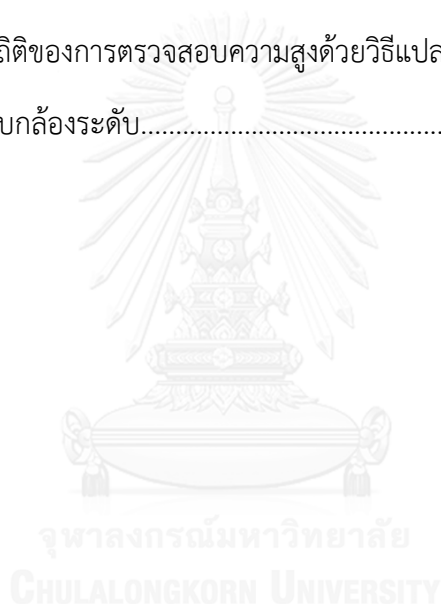 ถิติของการตรวจสอบความสูงด้วยวิธีแปล
บกล้องระดับ..........................................
จุฬาลงกรณ์มหาวิทยาลัย
CHULALONGKORN UNIVERSITY